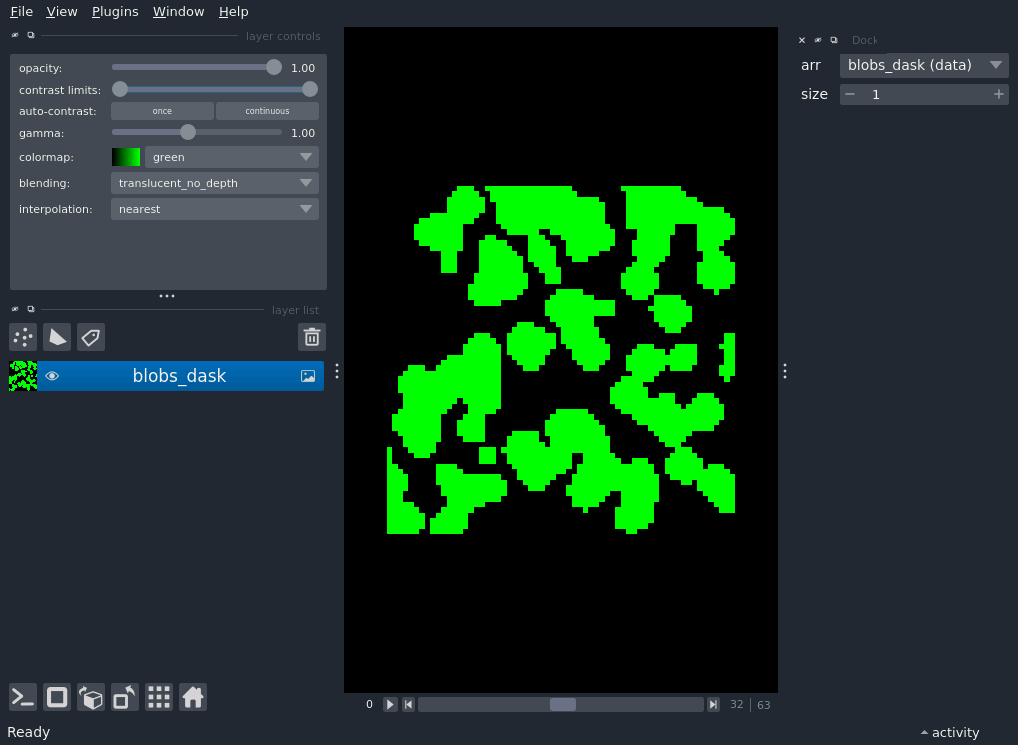 File View Plugins Window Help
layer controls
opacity: 1.00
contrast limits:
auto-contrast: once continuous
gamma: 1.00
colormap: green
blending: translucent_no_depth
interpolation: nearest
layer list
blobs_dask
0 32 63
Ready
Dock
arr blobs_dask (data)
size 1
activity